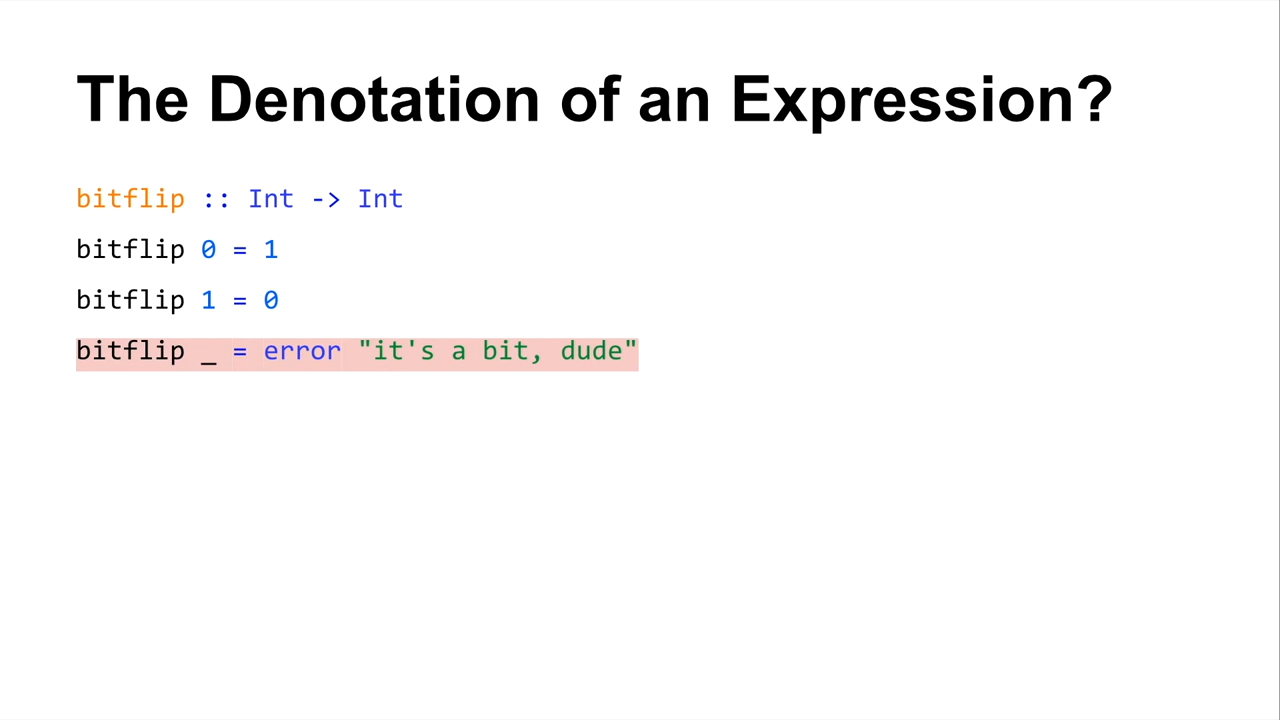 The Denotation of an Expression?
bitflip :: Int -> Int
bitflip 0 = 1
bitflip 1 = 0
bitflip _ = error "it's a bit, dude"